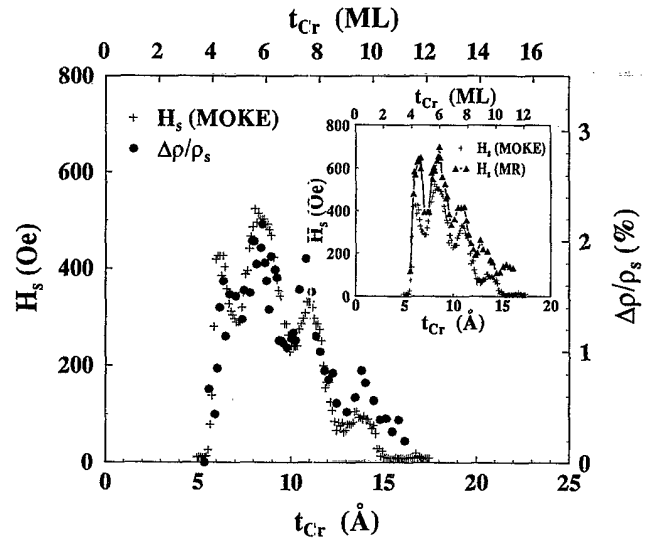 t_Cr (ML)
0 2 4 6 8 10 12 14 16
800
600
400
200
0
H_s (Oe)
+ H_s (MOKE)
● Δρ/ρ_s
t_Cr (ML)
0 2 4 6 8 10 12
800
600
400
200
0
H_s (Oe)
+ H_s (MOKE)
▲ H_s (MR)
0 5 10 15 20
t_Cr (Å)
3
2
1
0
Δρ/ρ_s (%)
0 5 10 15 20 25
t_Cr (Å)